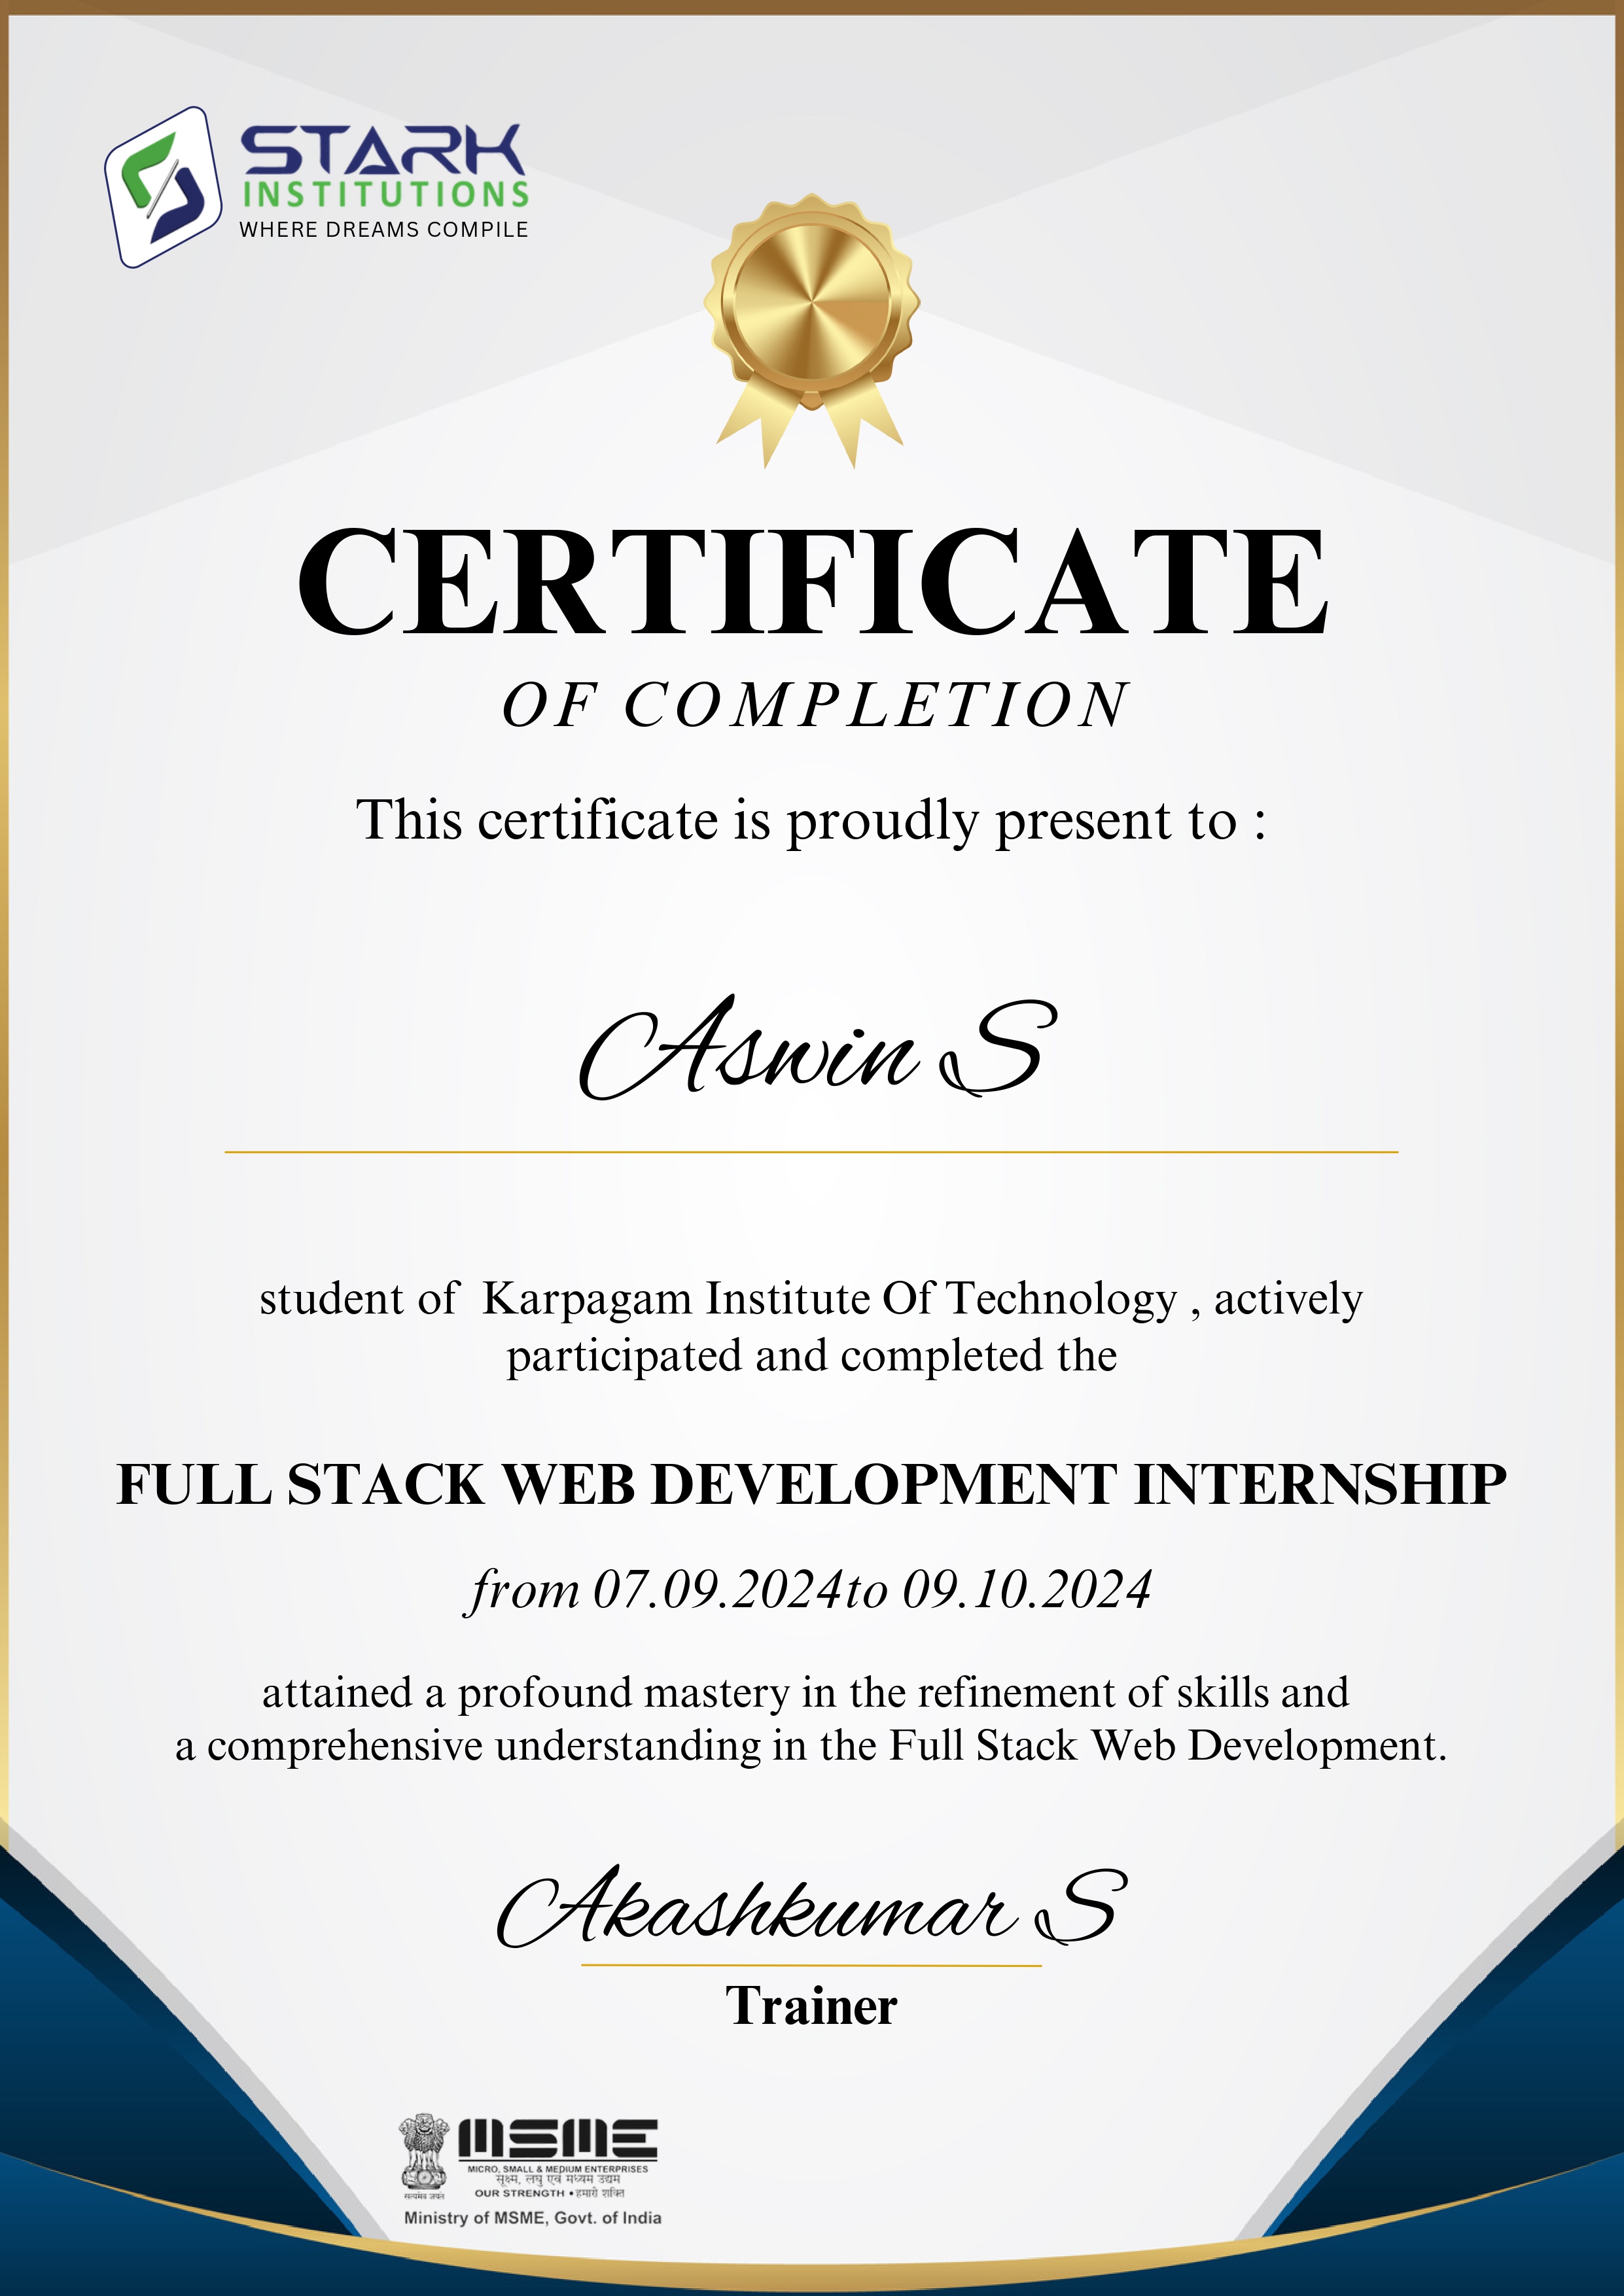 STARK
INSTITUTIONS
WHERE DREAMS COMPILE
CERTIFICATE
OF COMPLETION
This certificate is proudly present to :
Aswin S
student of  Karpagam Institute Of Technology , actively
participated and completed the
FULL STACK WEB DEVELOPMENT INTERNSHIP
from 07.09.2024to 09.10.2024
attained a profound mastery in the refinement of skills and
a comprehensive understanding in the Full Stack Web Development.
Akashkumar S
Trainer
MSME
MICRO, SMALL & MEDIUM ENTERPRISES
सूक्ष्म, लघु एवं मध्यम उद्यम
OUR STRENGTH • हमारी शक्ति
सत्यमेव जयते
Ministry of MSME, Govt. of India